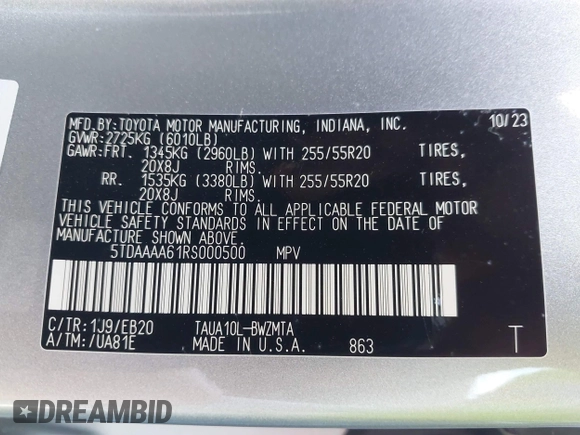 MFD.BY:TOYOTA MOTOR MANUFACTURING, INDIANA, INC. 10/23
GVWR:2725KG (6010LB)
GAWR:FRT. 1345KG (2960LB) WITH 255/55R20 TIRES,
20X8J RIMS.
RR. 1535KG (3380LB) WITH 255/55R20 TIRES,
20X8J RIMS.
THIS VEHICLE CONFORMS TO ALL APPLICABLE FEDERAL MOTOR
VEHICLE SAFETY STANDARDS IN EFFECT ON THE DATE OF
MANUFACTURE SHOWN ABOVE.
5TDAAAA61RS000500 MPV
C/TR:1J9/EB20 TAUA10L-BWZMTA
A/TM:/UA81E MADE IN U.S.A. 863 T
DREAMBID